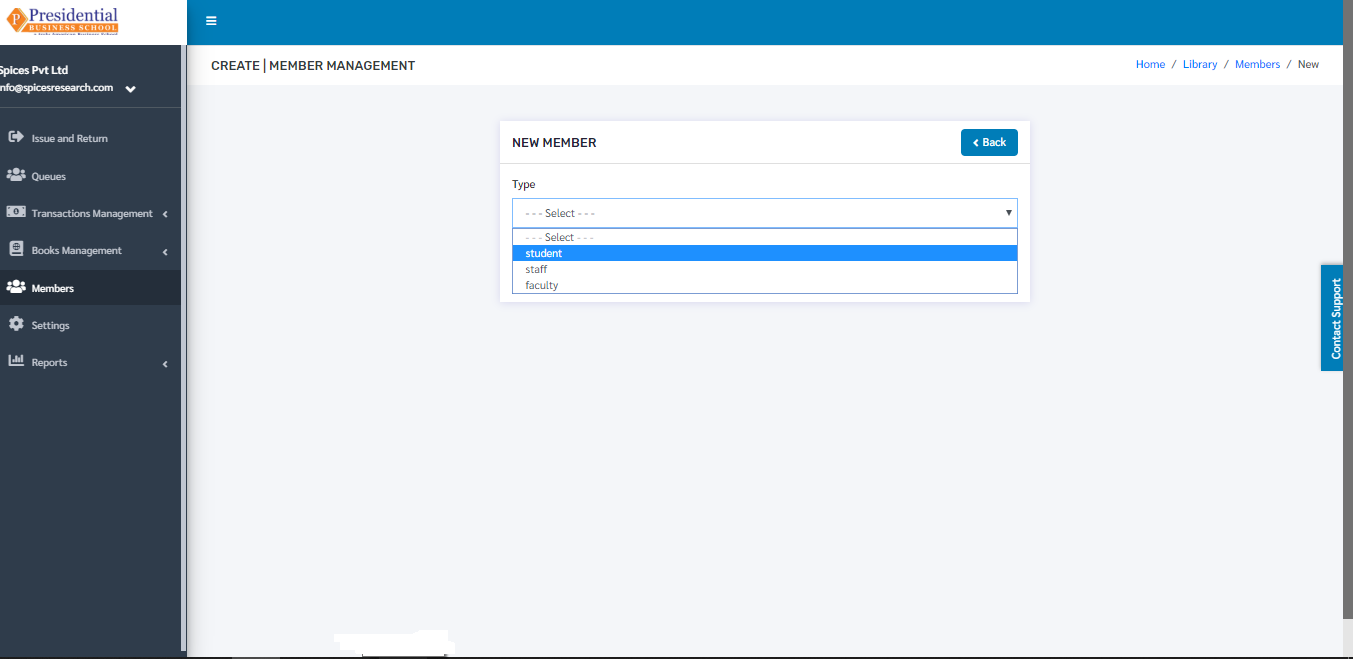 Presidential
BUSINESS SCHOOL
CREATE | MEMBER MANAGEMENT
Home / Library / Members / New
Spices Pvt Ltd
nfo@spicesresearch.com
Issue and Return
Queues
Transactions Management
Books Management
Members
Settings
Reports
NEW MEMBER
Back
Type
- - - Select - - -
- - - Select - - -
student
staff
faculty
Contact Support